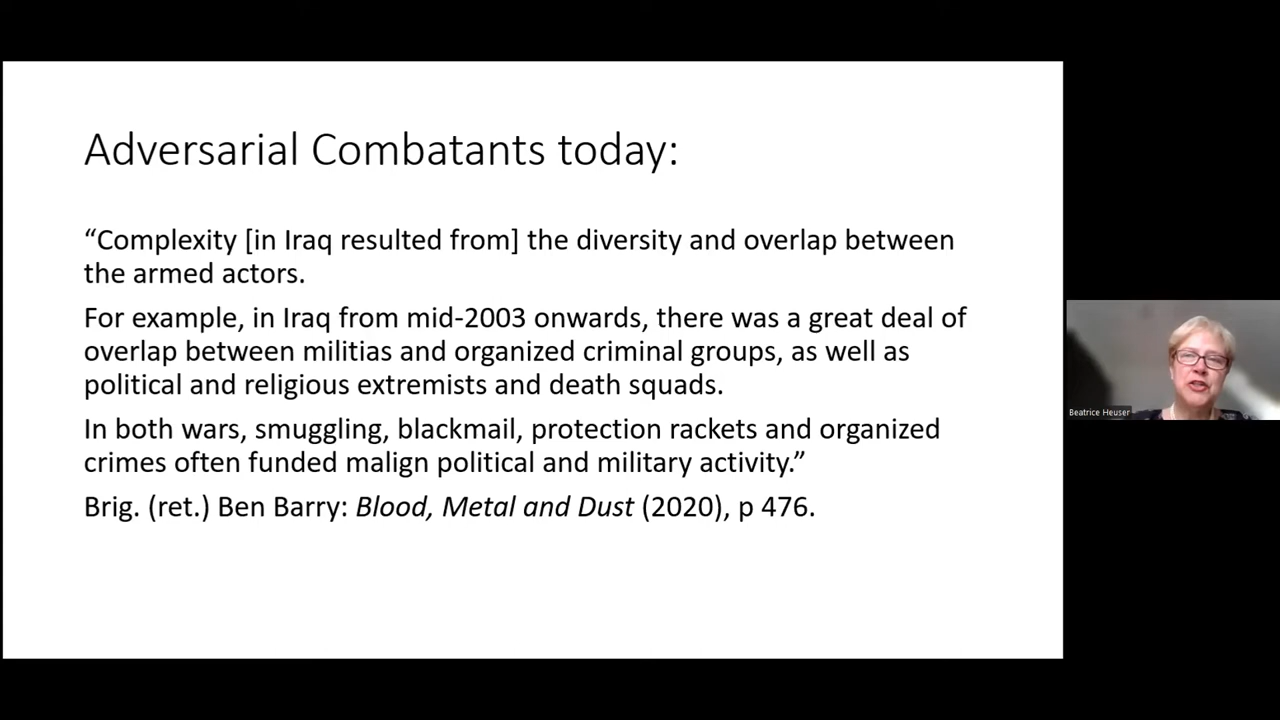 Adversarial Combatants today:
“Complexity [in Iraq resulted from] the diversity and overlap between
the armed actors.
For example, in Iraq from mid-2003 onwards, there was a great deal of
overlap between militias and organized criminal groups, as well as
political and religious extremists and death squads.
In both wars, smuggling, blackmail, protection rackets and organized
crimes often funded malign political and military activity.”
Brig. (ret.) Ben Barry: Blood, Metal and Dust (2020), p 476.
Beatrice Heuser